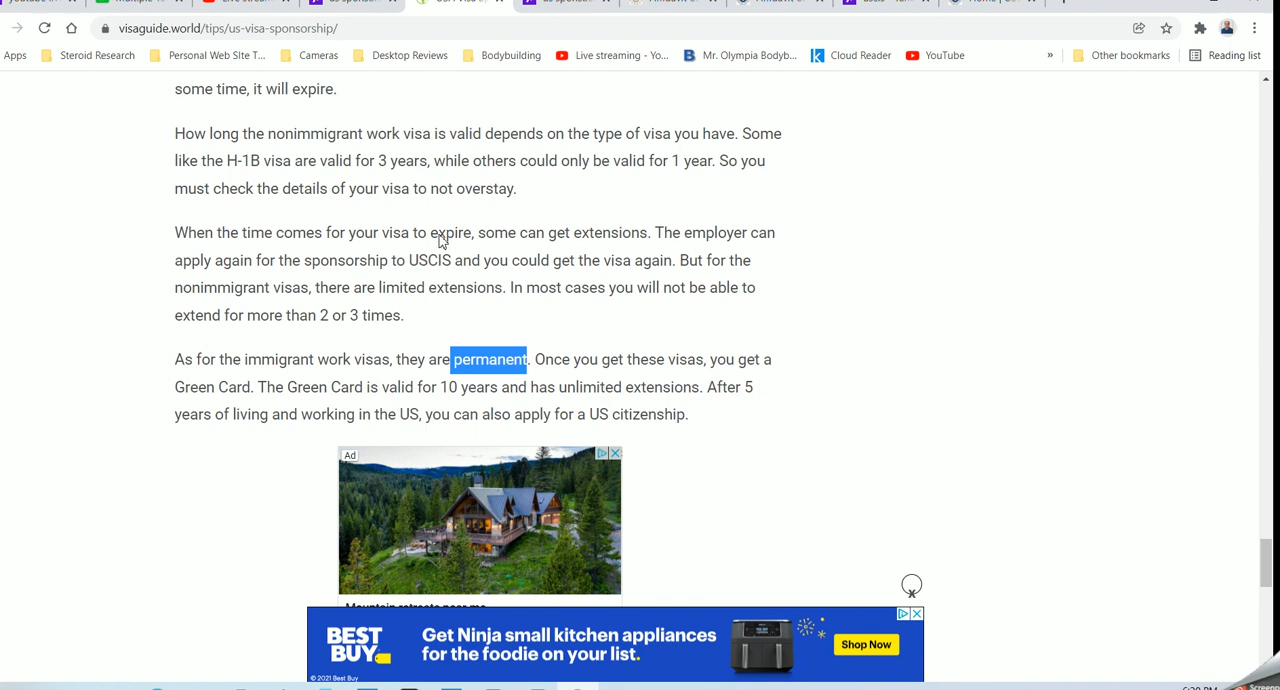 visaguide.world/tips/us-visa-sponsorship/
Apps Steroid Research Personal Web SIte T... Cameras Desktop Reviews Bodybuilding Live streaming - Yo... Mr. Olympia Bodyb... Cloud Reader YouTube » Other bookmarks Reading list
some time, it will expire.
How long the nonimmigrant work visa is valid depends on the type of visa you have. Some
like the H-1B visa are valid for 3 years, while others could only be valid for 1 year. So you
must check the details of your visa to not overstay.
When the time comes for your visa to expire, some can get extensions. The employer can
apply again for the sponsorship to USCIS and you could get the visa again. But for the
nonimmigrant visas, there are limited extensions. In most cases you will not be able to
extend for more than 2 or 3 times.
As for the immigrant work visas, they are permanent. Once you get these visas, you get a
Green Card. The Green Card is valid for 10 years and has unlimited extensions. After 5
years of living and working in the US, you can also apply for a US citizenship.
Ad
Mountain retreats near me
BEST
BUY
Get Ninja small kitchen appliances
for the foodie on your list.
Shop Now
© 2021 Best Buy